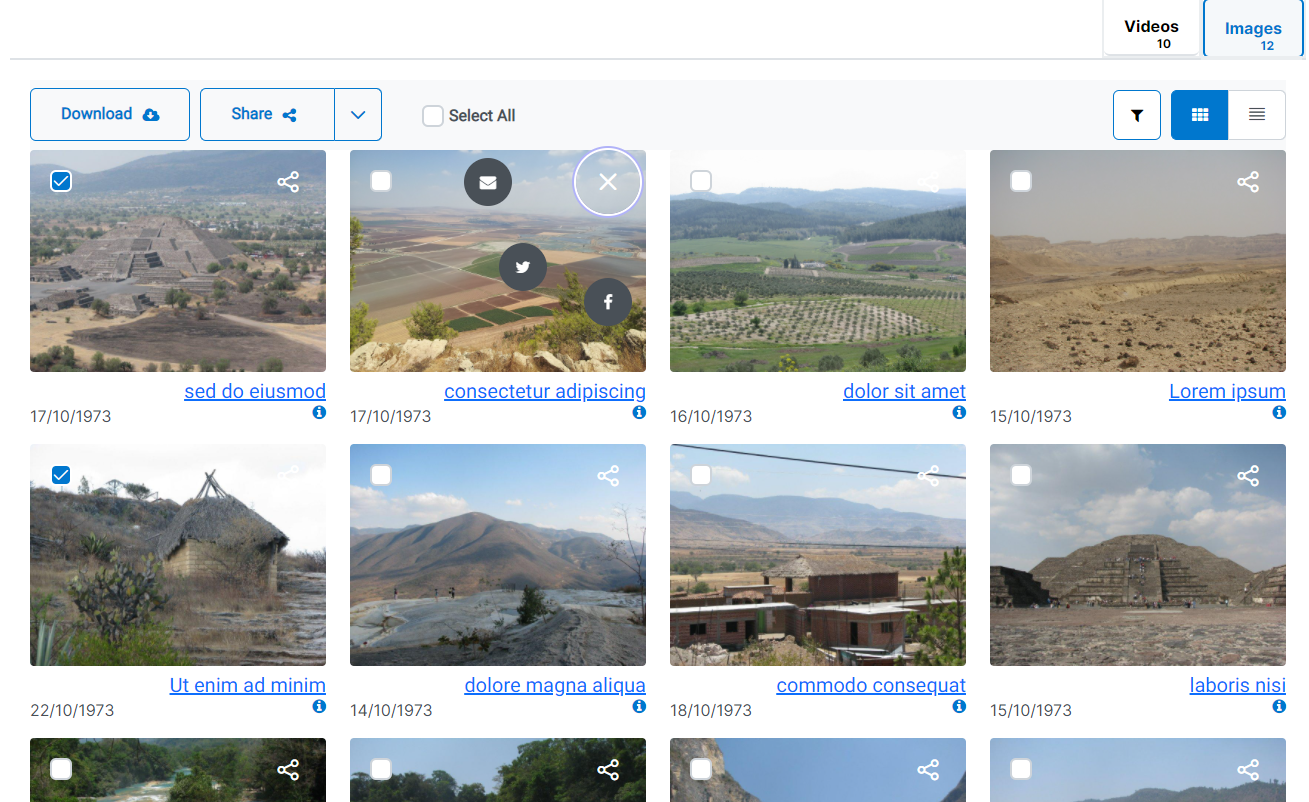 Videos
10
Images
12
Download
Share
Select All
sed do eiusmod
17/10/1973
consectetur adipiscing
17/10/1973
dolor sit amet
16/10/1973
Lorem ipsum
15/10/1973
Ut enim ad minim
22/10/1973
dolore magna aliqua
14/10/1973
commodo consequat
18/10/1973
laboris nisi
15/10/1973